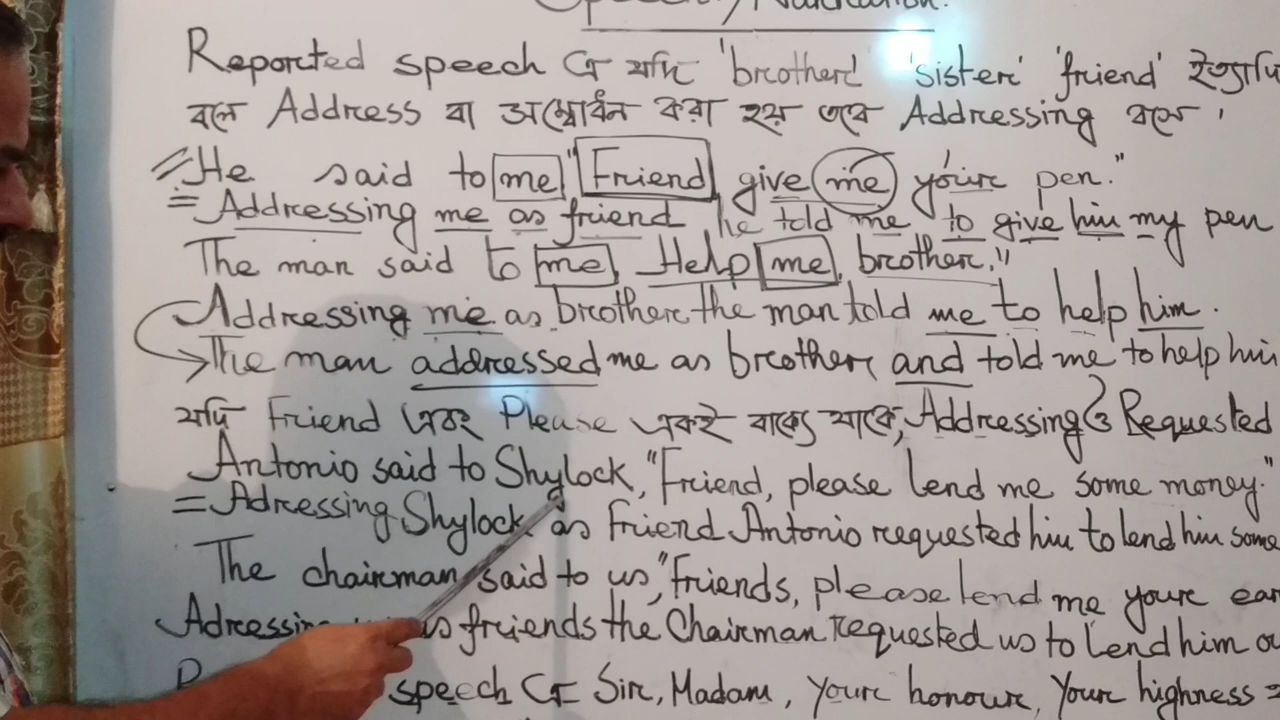 Speech / Narration.
Reported speech এ যদি 'brother' 'sister' 'friend' ইত্যাদি
বলে Address বা সম্বোধন করা হয় তবে Addressing বসে।
He said to me "Friend give me your pen."
= Addressing me as friend he told me to give him my pen
The man said to me, Help me, brother."
Addressing me as brother the man told me to help him.
The man addressed me as brother and told me to help him
যদি Friend এবং Please একই বাক্যে থাকে, Addressing ও Requested
Antonio said to Shylock, "Friend, please lend me some money."
= Adressing Shylock as friend Antonio requested him to lend him some
The chairman said to us, "Friends, please lend me your ear
Adressing us friends the Chairman requested us to lend him
speech এ Sir, Madam, Your honour, Your highness =